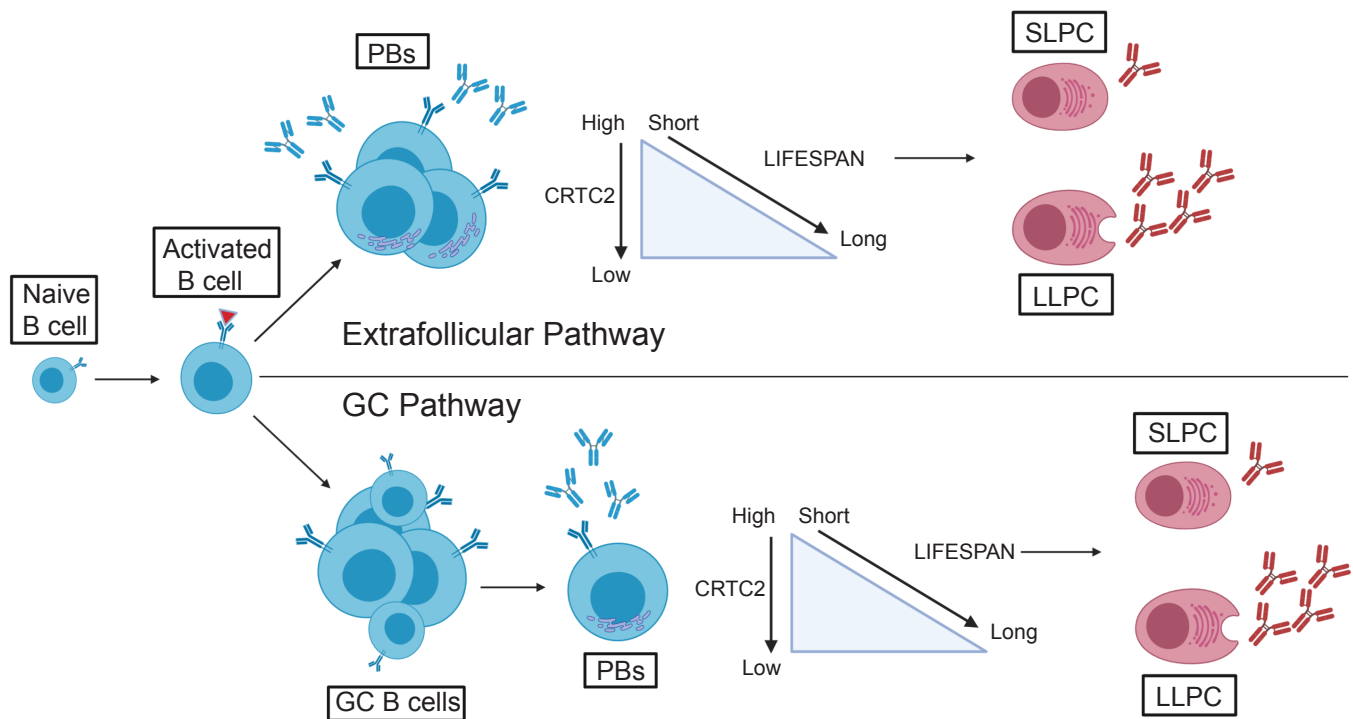 PBs
SLPC
High
Short
LIFESPAN
CRTC2
Long
Low
LLPC
Activated
B cell
Naive
B cell
Extrafollicular Pathway
GC Pathway
SLPC
High
Short
LIFESPAN
CRTC2
Long
Low
PBs
GC B cells
LLPC